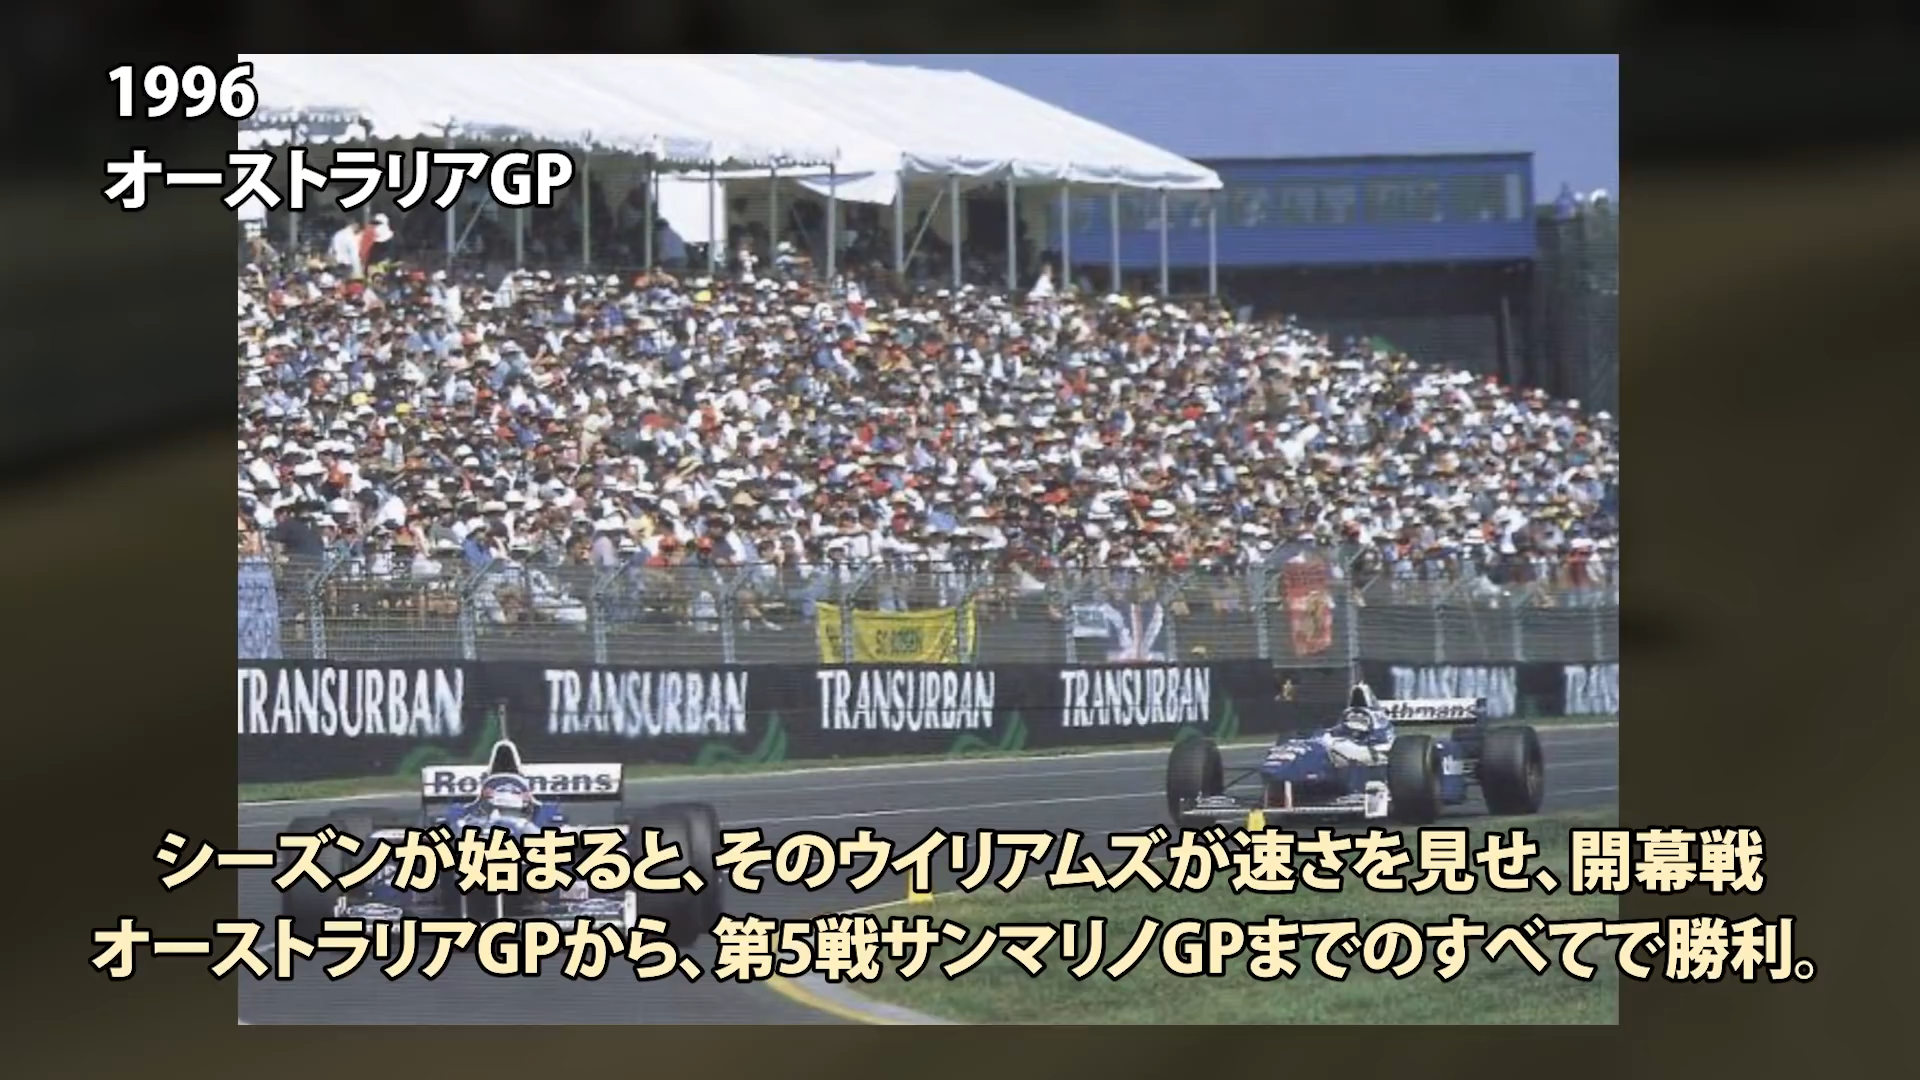 1996
オーストラリアGP
TRANSURBAN TRANSURBAN TRANSURBAN TRANSURBAN TRANSURBAN
Rothmans
シーズンが始まると、そのウイリアムズが速さを見せ、開幕戦
オーストラリアGPから、第5戦サンマリノGPまでのすべてで勝利。